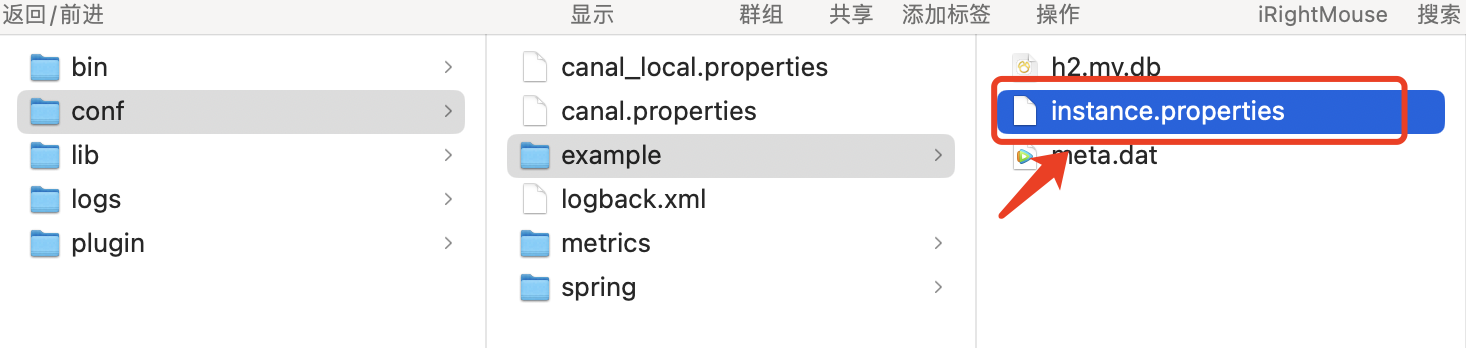 返回/前进 显示 群组 共享 添加标签 操作 iRightMouse 搜索
bin
conf
lib
logs
plugin
canal_local.properties
canal.properties
example
logback.xml
metrics
spring
h2.mv.db
instance.properties
meta.dat